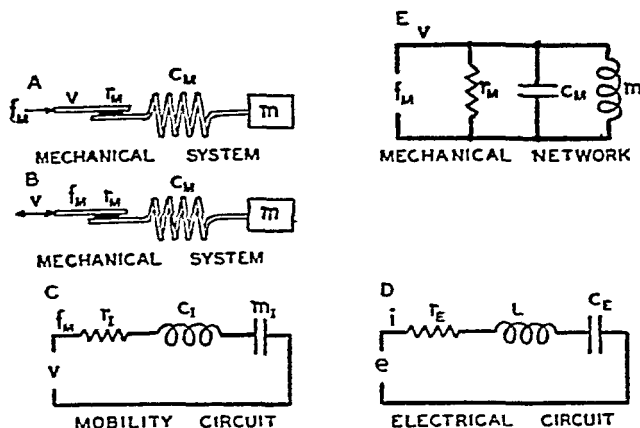 A
f_M v r_M C_M m
MECHANICAL SYSTEM
B
v f_M r_M C_M m
MECHANICAL SYSTEM
C
f_M r_I C_I m_I
v
MOBILITY CIRCUIT
E
v
f_M r_M C_M m
MECHANICAL NETWORK
D
i r_E L C_E
e
ELECTRICAL CIRCUIT